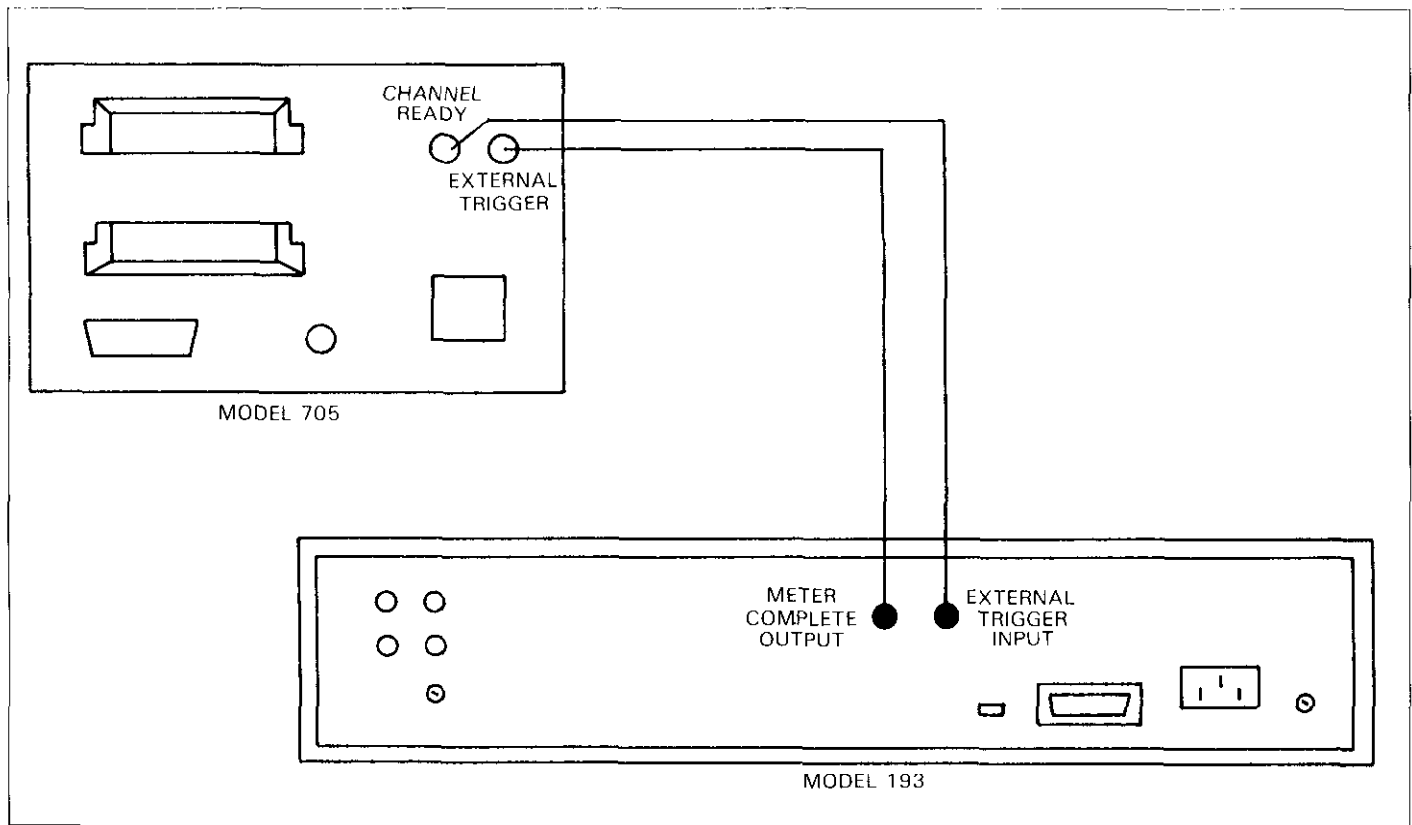 CHANNEL
READY
EXTERNAL
TRIGGER
MODEL 705
METER
COMPLETE
OUTPUT
EXTERNAL
TRIGGER
INPUT
MODEL 193